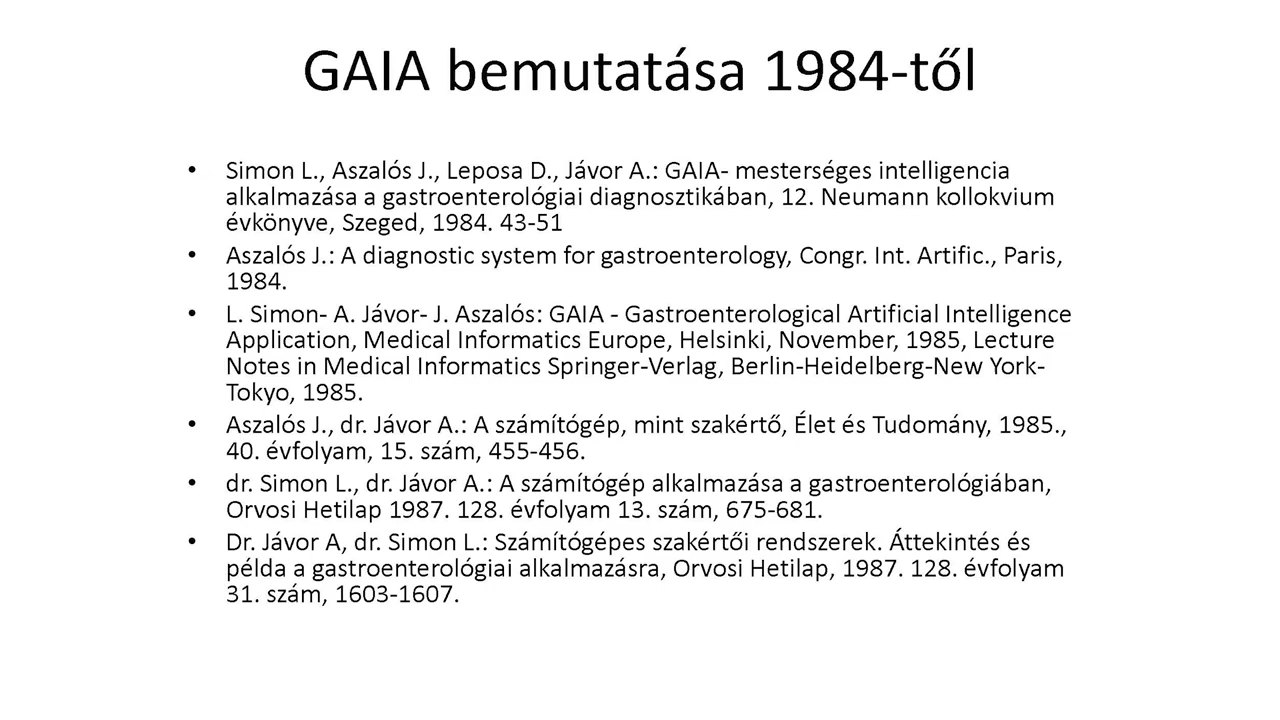 GAIA bemutatása 1984-től
• Simon L., Aszalós J., Leposa D., Jávor A.: GAIA- mesterséges intelligencia
alkalmazása a gastroenterológiai diagnosztikában, 12. Neumann kollokvium
évkönyve, Szeged, 1984. 43-51
• Aszalós J.: A diagnostic system for gastroenterology, Congr. Int. Artific., Paris,
1984.
• L. Simon- A. Jávor- J. Aszalós: GAIA - Gastroenterological Artificial Intelligence
Application, Medical Informatics Europe, Helsinki, November, 1985, Lecture
Notes in Medical Informatics Springer-Verlag, Berlin-Heidelberg-New York-
Tokyo, 1985.
• Aszalós J., dr. Jávor A.: A számítógép, mint szakértő, Élet és Tudomány, 1985.,
40. évfolyam, 15. szám, 455-456.
• dr. Simon L., dr. Jávor A.: A számítógép alkalmazása a gastroenterológiában,
Orvosi Hetilap 1987. 128. évfolyam 13. szám, 675-681.
• Dr. Jávor A, dr. Simon L.: Számítógépes szakértői rendszerek. Áttekintés és
példa a gastroenterológiai alkalmazásra, Orvosi Hetilap, 1987. 128. évfolyam
31. szám, 1603-1607.